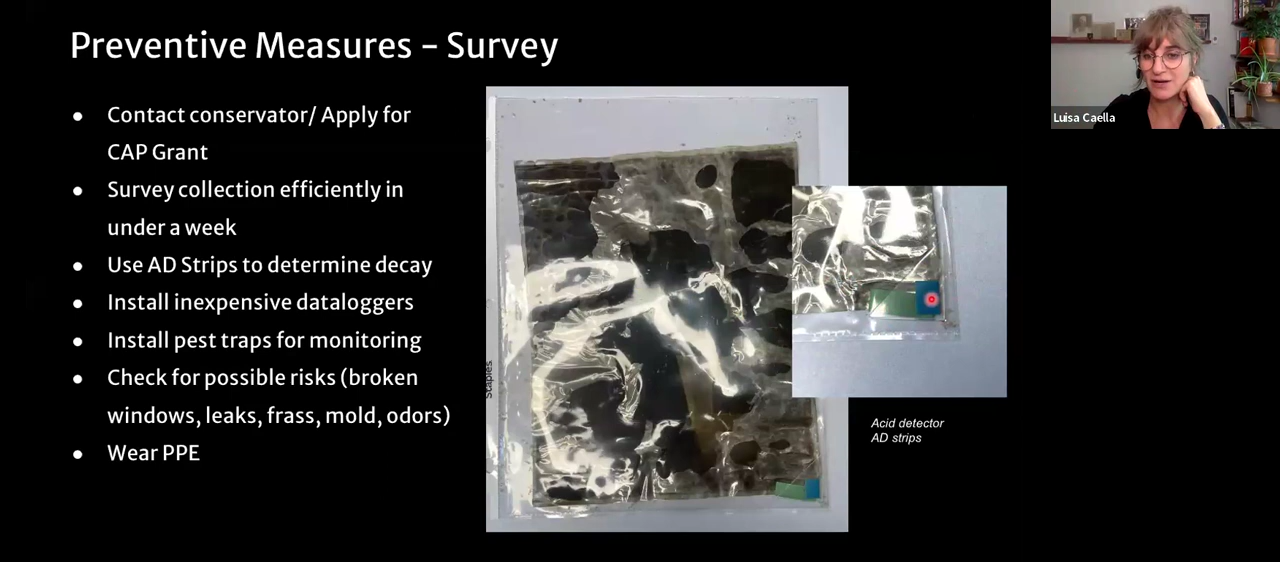 Preventive Measures - Survey
● Contact conservator/ Apply for
CAP Grant
● Survey collection efficiently in
under a week
● Use AD Strips to determine decay
● Install inexpensive dataloggers
● Install pest traps for monitoring
● Check for possible risks (broken
windows, leaks, frass, mold, odors)
● Wear PPE
Staples
Acid detector
AD strips
Luisa Caella